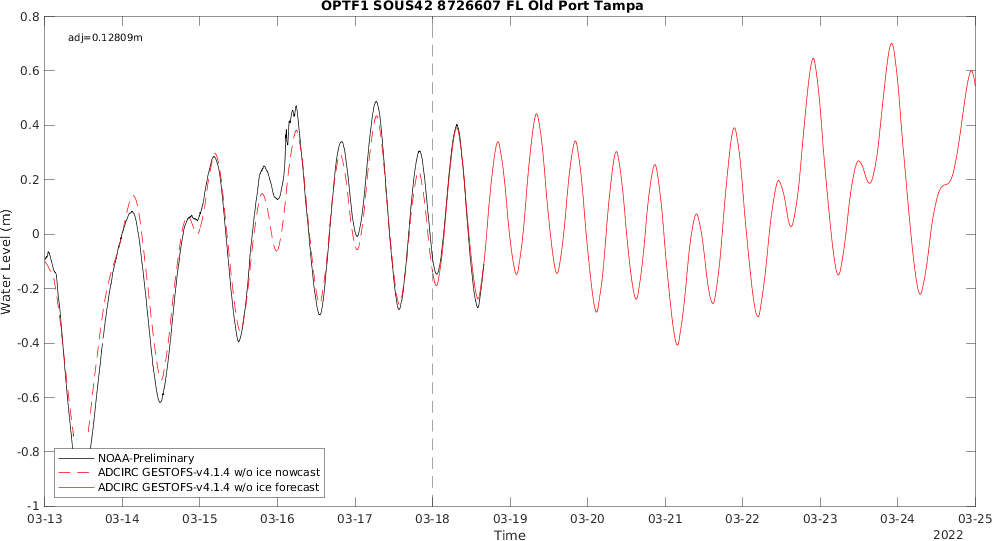 OPTF1 SOUS42 8726607 FL Old Port Tampa
adj=0.12809m
0.8
0.6
0.4
0.2
0
-0.2
-0.4
-0.6
-0.8
-1
Water Level (m)
NOAA-Preliminary
ADCIRC GESTOFS-v4.1.4 w/o ice nowcast
ADCIRC GESTOFS-v4.1.4 w/o ice forecast
03-13 03-14 03-15 03-16 03-17 03-18 03-19 03-20 03-21 03-22 03-23 03-24 03-25
Time
2022